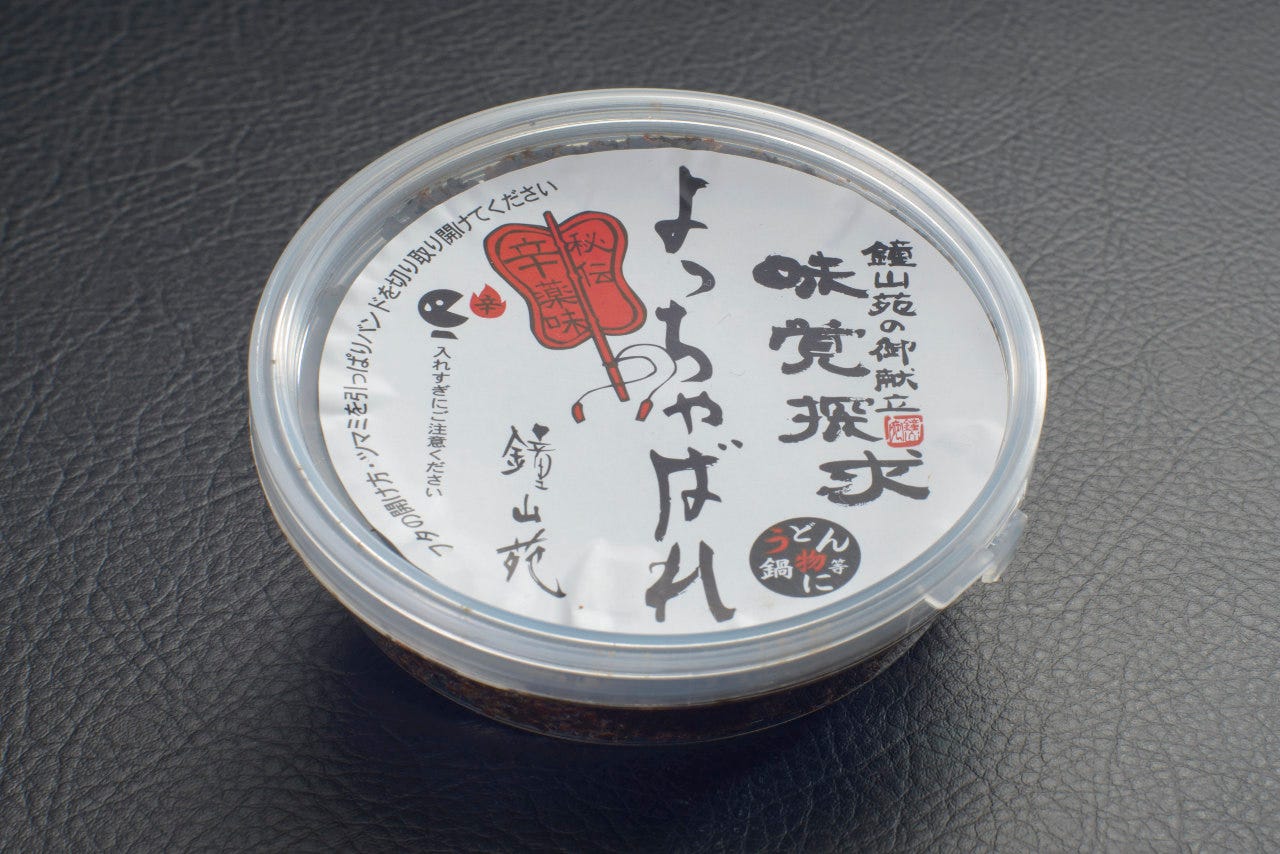 鐘山苑の御献立
味覚探求
うどん
鍋物等に
よっちゃばれ
秘伝
辛薬味
鐘山苑
辛
入れすぎにご注意ください
フタの開け方・ツマミを引っぱりバンドを切り取り開けてください